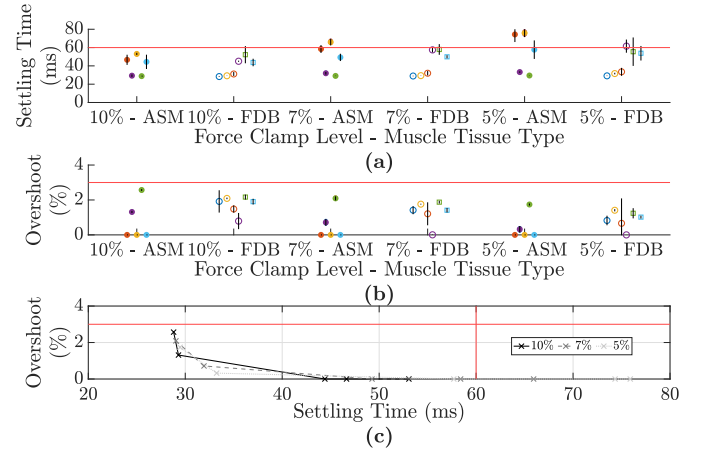 80
60
40
20
0
Settling Time
(ms)
10% - ASM 10% - FDB 7% - ASM 7% - FDB 5% - ASM 5% - FDB
Force Clamp Level - Muscle Tissue Type
(a)
4
2
0
Overshoot
(%)
10% - ASM 10% - FDB 7% - ASM 7% - FDB 5% - ASM 5% - FDB
Force Clamp Level - Muscle Tissue Type
(b)
4
2
0
Overshoot
(%)
10% 7% 5%
20 30 40 50 60 70 80
Settling Time (ms)
(c)